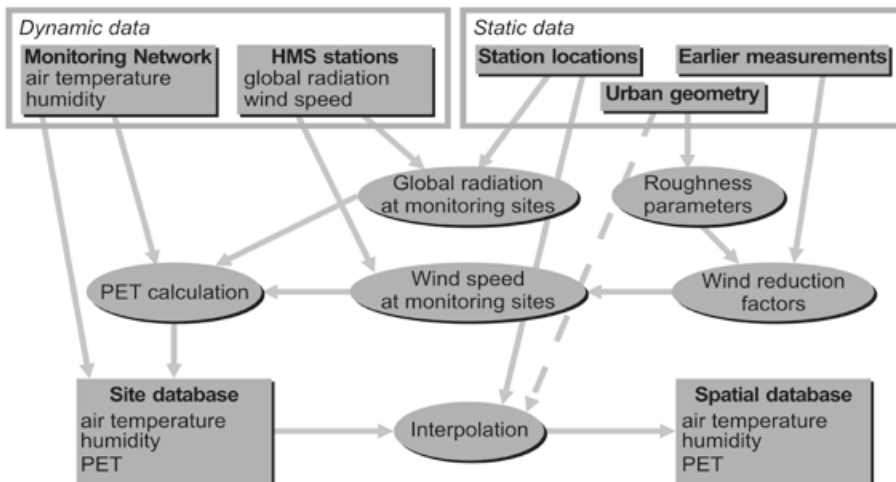 Dynamic data
Static data
Monitoring Network
air temperature
humidity
HMS stations
global radiation
wind speed
Station locations
Earlier measurements
Urban geometry
Global radiation
at monitoring sites
Roughness
parameters
PET calculation
Wind speed
at monitoring sites
Wind reduction
factors
Site database
air temperature
humidity
PET
Interpolation
Spatial database
air temperature
humidity
PET